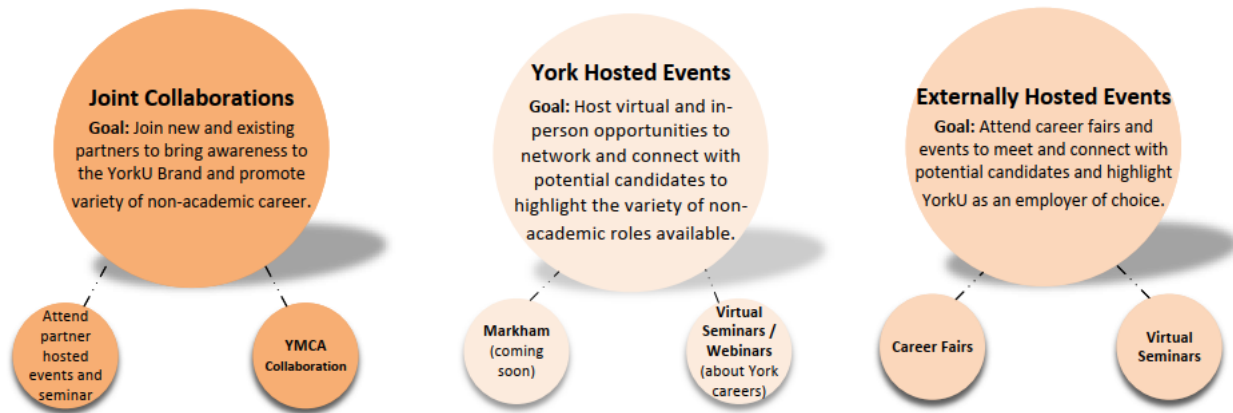 Joint Collaborations
Goal: Join new and existing
partners to bring awareness to
the YorkU Brand and promote
variety of non-academic career.
Attend
partner
hosted
events and
seminar
YMCA
Collaboration
York Hosted Events
Goal: Host virtual and in-
person opportunities to
network and connect with
potential candidates to
highlight the variety of non-
academic roles available.
Markham
(coming
soon)
Virtual
Seminars /
Webinars
(about York
careers)
Externally Hosted Events
Goal: Attend career fairs and
events to meet and connect with
potential candidates and highlight
YorkU as an employer of choice.
Career Fairs
Virtual
Seminars